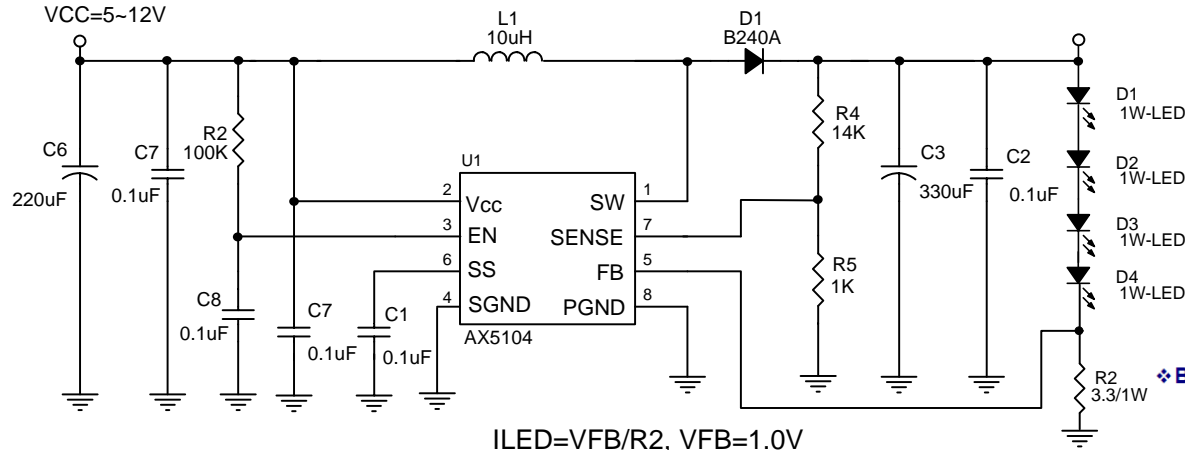 VCC=5~12V
L1
10uH
D1
B240A
R2
100K
C6
220uF
C7
0.1uF
U1
2
Vcc
SW
1
3
EN
SENSE
7
6
SS
FB
5
4
SGND
PGND
8
AX5104
C8
0.1uF
C7
0.1uF
C1
0.1uF
R4
14K
R5
1K
C3
330uF
C2
0.1uF
D1
1W-LED
D2
1W-LED
D3
1W-LED
D4
1W-LED
R2
3.3/1W
❖B
ILED=VFB/R2, VFB=1.0V